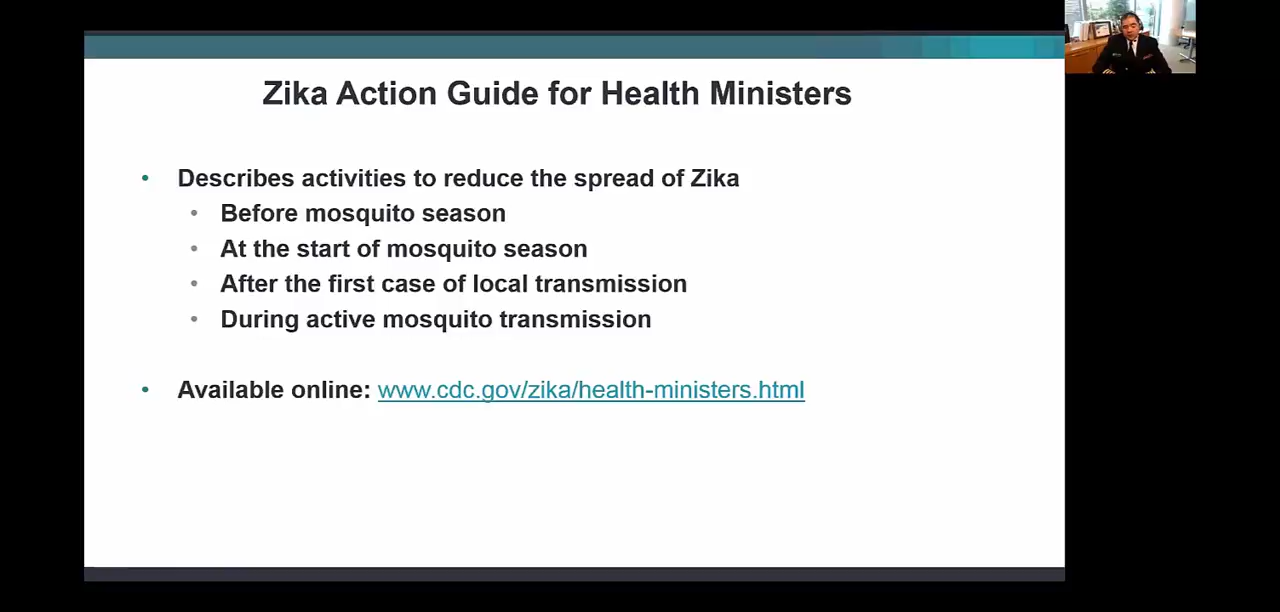 Zika Action Guide for Health Ministers
• Describes activities to reduce the spread of Zika
• Before mosquito season
• At the start of mosquito season
• After the first case of local transmission
• During active mosquito transmission
• Available online: www.cdc.gov/zika/health-ministers.html